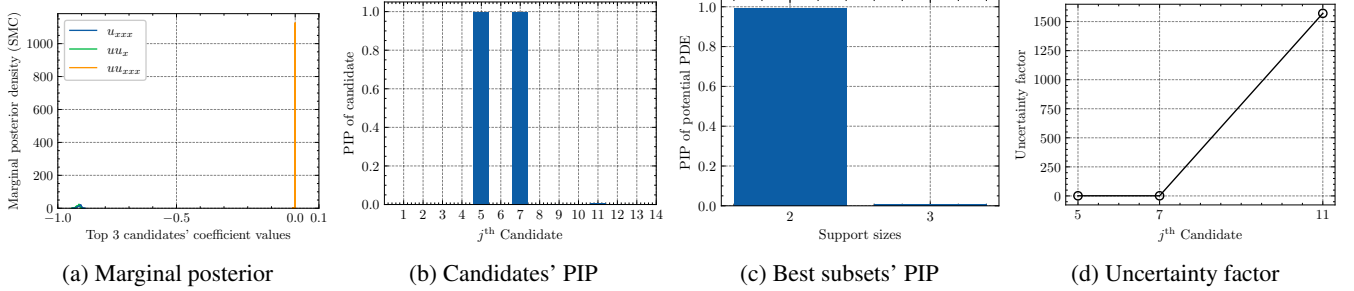 Marginal posterior density (SMC)
1000
800
600
400
200
0
u_{xxx}
uu_x
uu_{xxx}
−1.0 −0.5 0.0 0.1
Top 3 candidates' coefficient values
(a) Marginal posterior
PIP of candidate
1.0
0.8
0.6
0.4
0.2
0.0
1 2 3 4 5 6 7 8 9 10 11 12 13 14
j^{th} Candidate
(b) Candidates' PIP
PIP of potential PDE
1.0
0.8
0.6
0.4
0.2
0.0
2 3
Support sizes
(c) Best subsets' PIP
Uncertainty factor
1500
1250
1000
750
500
250
0
5 7 11
j^{th} Candidate
(d) Uncertainty factor